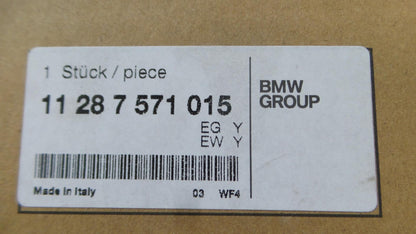 1 Stück / piece
11 28 7 571 015
EG Y
EW Y
Made in Italy
03 WF4
BMW
GROUP